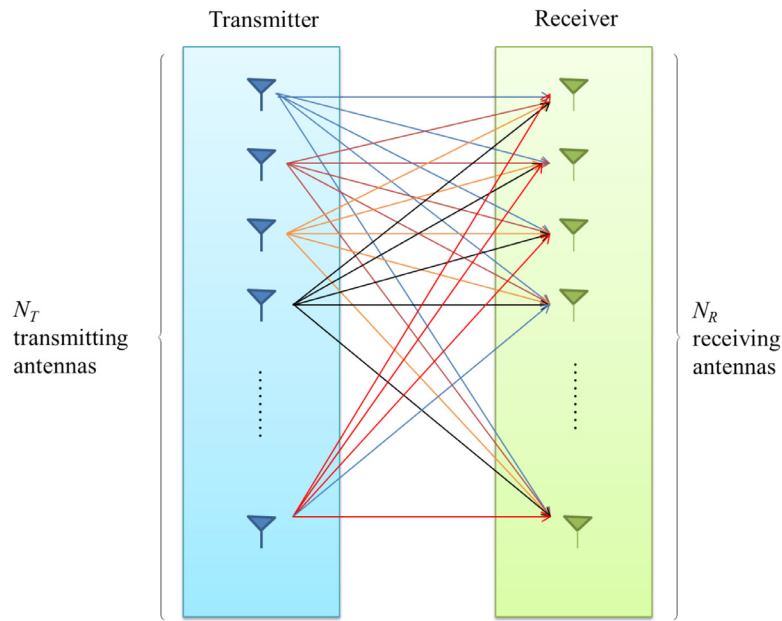 Transmitter
Receiver
N_T
transmitting
antennas
N_R
receiving
antennas